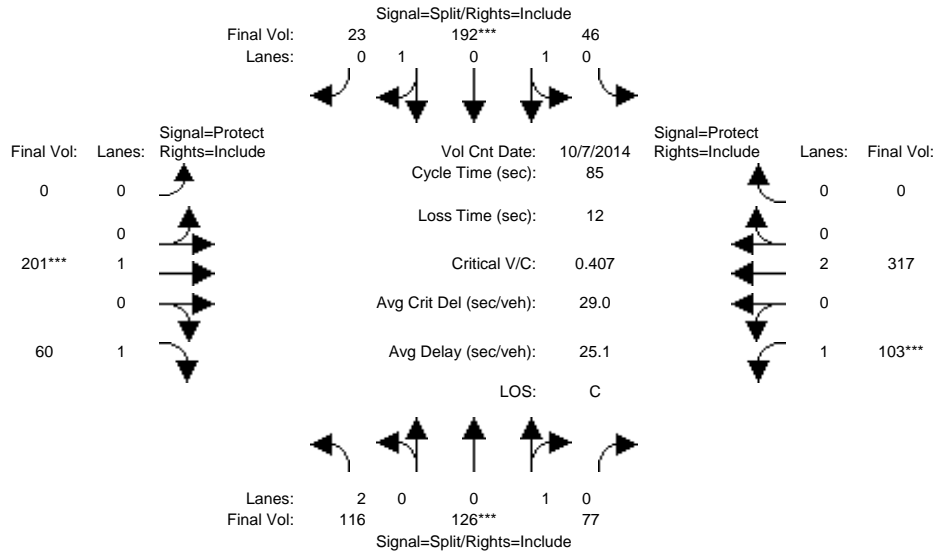 Signal=Split/Rights=Include
Final Vol: 23 192*** 46
Lanes: 0 1 0 1 0
Signal=Protect Signal=Protect
Final Vol: Lanes: Rights=Include Vol Cnt Date: 10/7/2014 Rights=Include Lanes: Final Vol:
Cycle Time (sec): 85
0 0 0 0
Loss Time (sec): 12
0 0
201*** 1 Critical V/C: 0.407 2 317
0 Avg Crit Del (sec/veh): 29.0 0
60 1 Avg Delay (sec/veh): 25.1 1 103***
LOS: C
Lanes: 2 0 0 1 0
Final Vol: 116 126*** 77
Signal=Split/Rights=Include